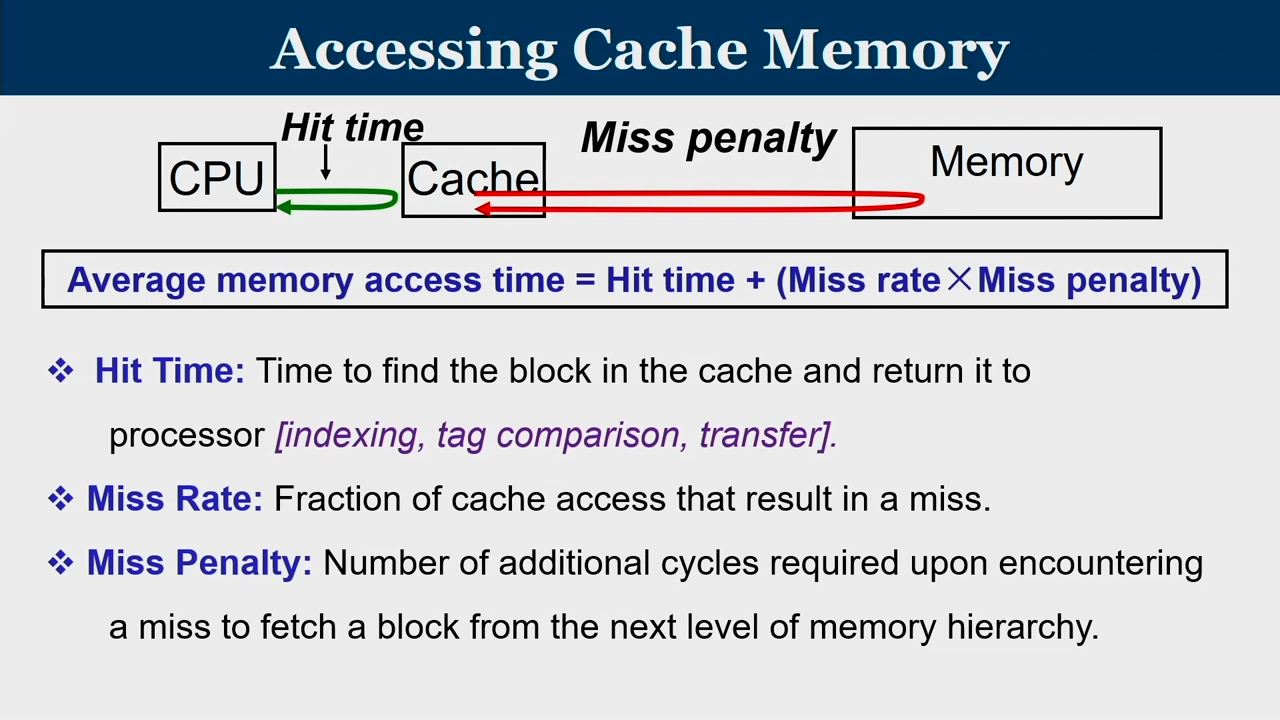 Accessing Cache Memory
Hit time
Miss penalty
CPU
Cache
Memory
Average memory access time = Hit time + (Miss rate×Miss penalty)
❖ Hit Time: Time to find the block in the cache and return it to
processor [indexing, tag comparison, transfer].
❖ Miss Rate: Fraction of cache access that result in a miss.
❖ Miss Penalty: Number of additional cycles required upon encountering
a miss to fetch a block from the next level of memory hierarchy.